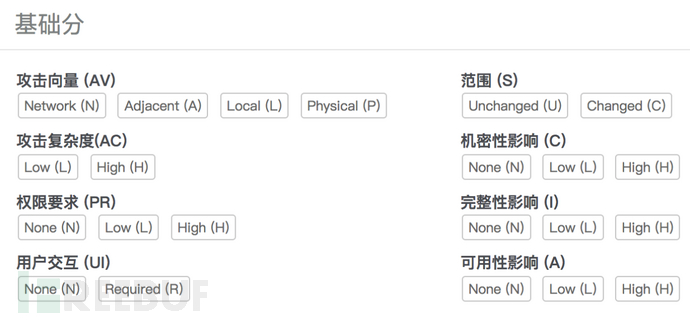 基础分
攻击向量 (AV)
Network (N) Adjacent (A) Local (L) Physical (P)
攻击复杂度(AC)
Low (L) High (H)
权限要求 (PR)
None (N) Low (L) High (H)
用户交互 (UI)
None (N) Required (R)
范围 (S)
Unchanged (U) Changed (C)
机密性影响 (C)
None (N) Low (L) High (H)
完整性影响 (I)
None (N) Low (L) High (H)
可用性影响 (A)
None (N) Low (L) High (H)
REEBUF